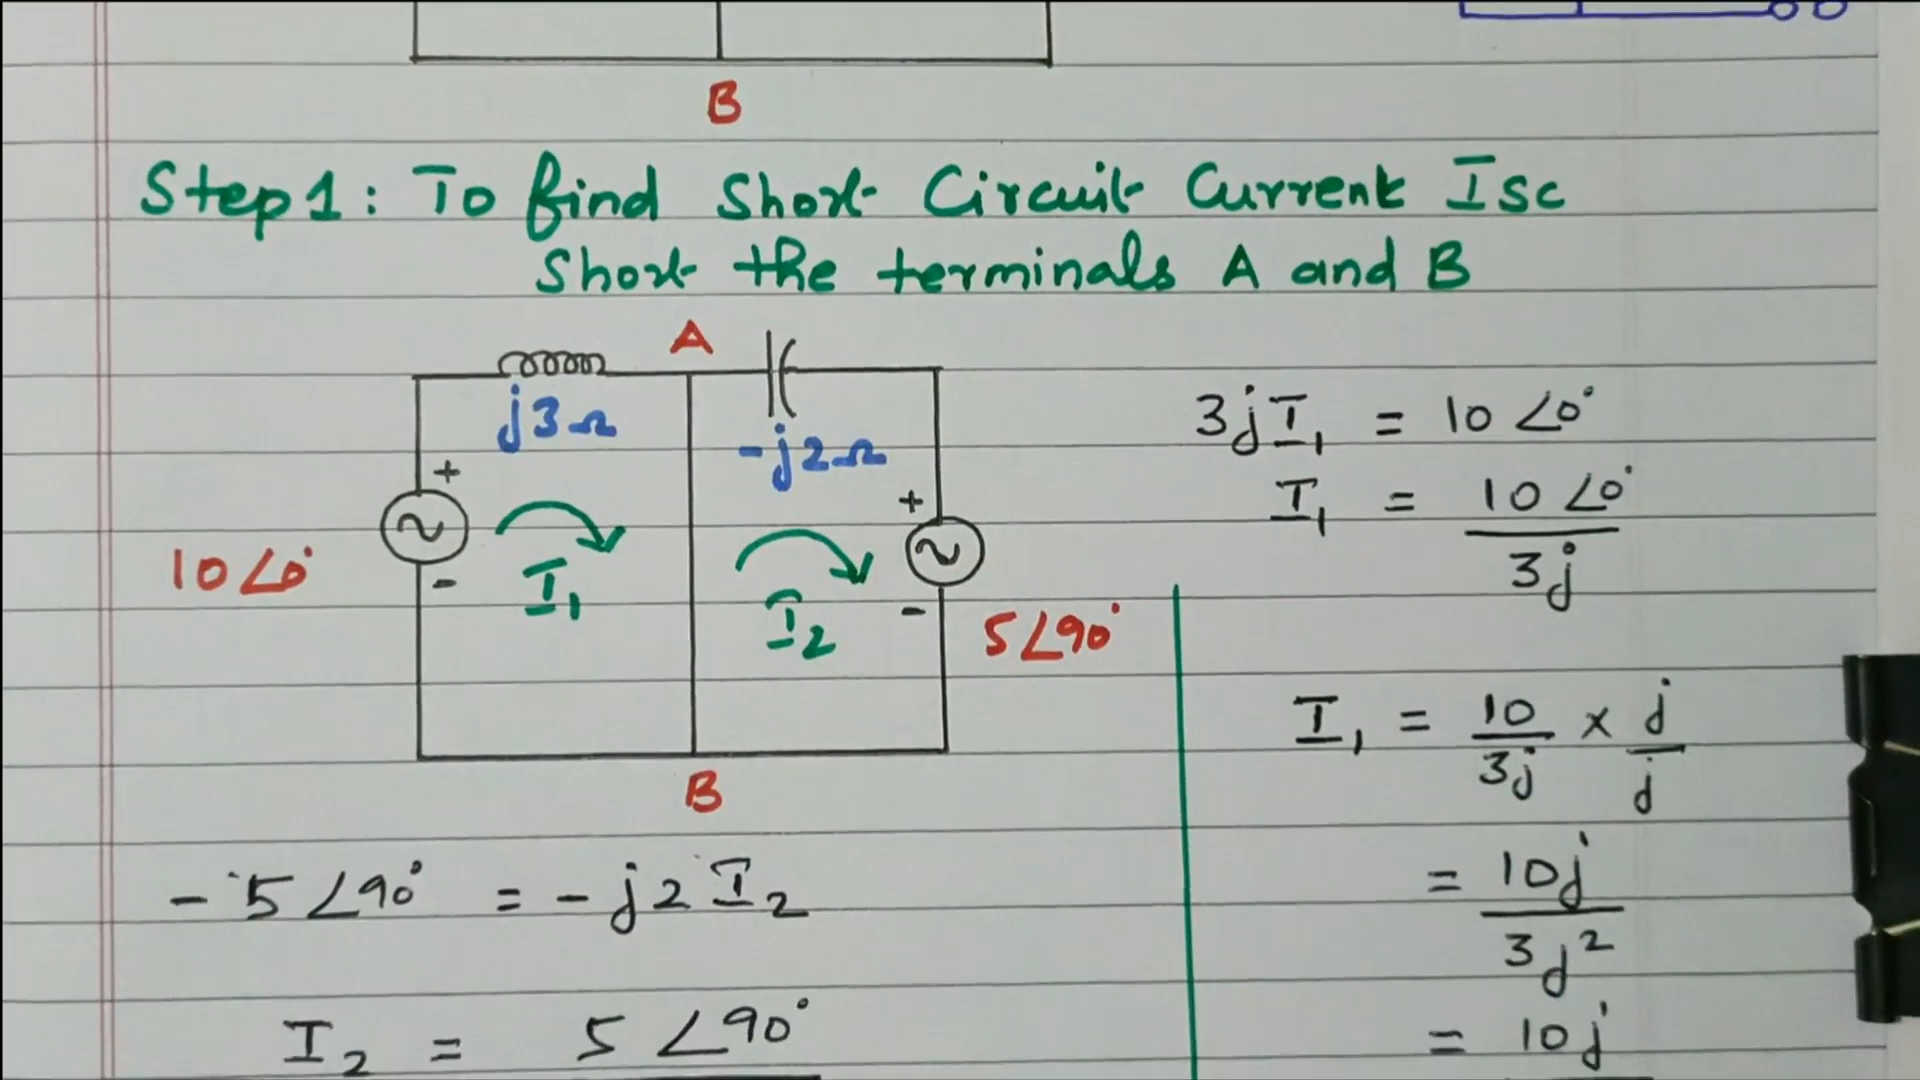 B
Step1: To find Short Circuit Current Isc
Short the terminals A and B
A
j3Ω
-j2Ω
+
+
10∠0°
-
I₁
I₂
-
5∠90°
B
3jI₁ = 10∠0°
I₁ = 10∠0°
3j
I₁ = 10 × j
3j j
= 10j
3j²
= 10j
- 5∠90° = -j2 I₂
I₂ = 5∠90°